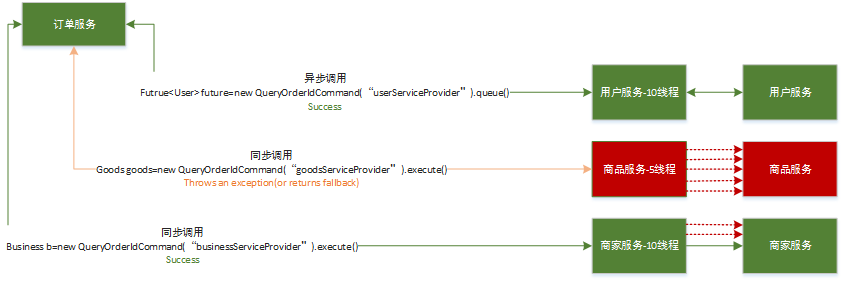 订单服务
异步调用
Futrue<User> future=new QueryOrderIdCommand(“userServiceProvider”).queue()
Success
用户服务-10线程
用户服务
同步调用
Goods goods=new QueryOrderIdCommand(“goodsServiceProvider”).execute()
Throws an exception(or returns fallback)
商品服务-5线程
商品服务
同步调用
Business b=new QueryOrderIdCommand(“businessServiceProvider”).execute()
Success
商家服务-10线程
商家服务